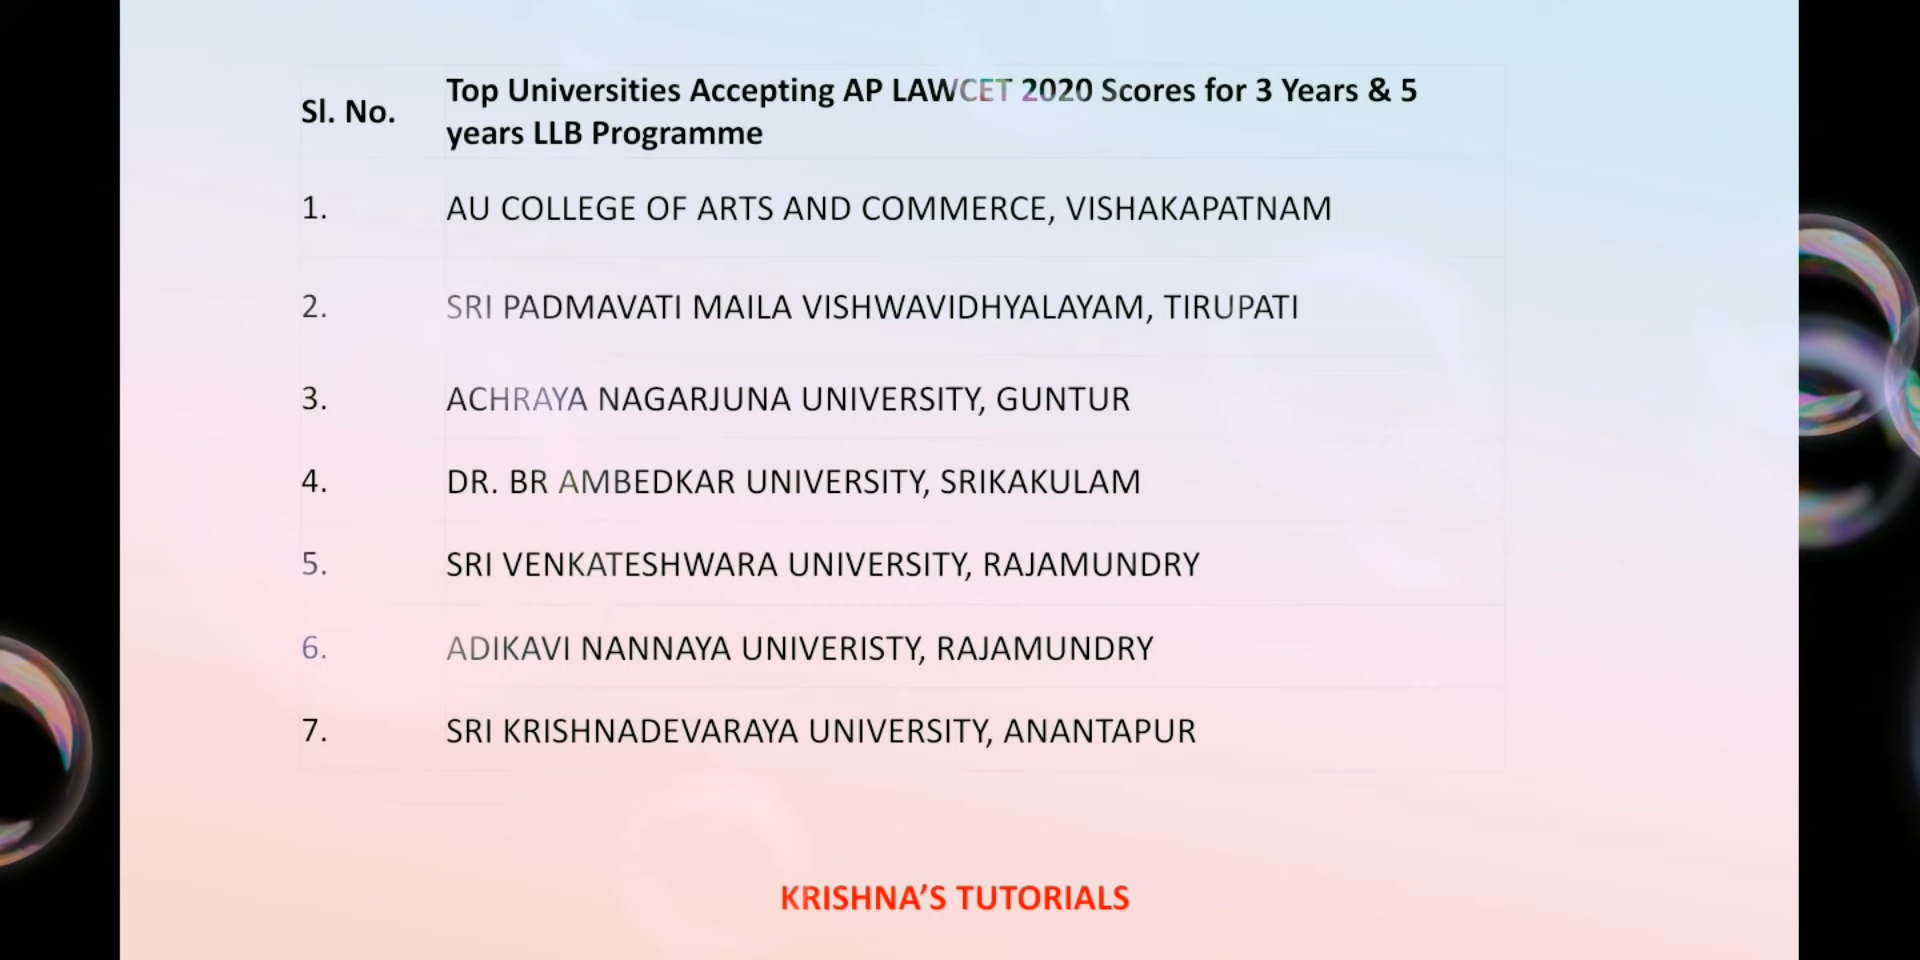 Sl. No.
Top Universities Accepting AP LAWCET 2020 Scores for 3 Years & 5
years LLB Programme
1. AU COLLEGE OF ARTS AND COMMERCE, VISHAKAPATNAM
2. SRI PADMAVATI MAILA VISHWAVIDHYALAYAM, TIRUPATI
3. ACHRAYA NAGARJUNA UNIVERSITY, GUNTUR
4. DR. BR AMBEDKAR UNIVERSITY, SRIKAKULAM
5. SRI VENKATESHWARA UNIVERSITY, RAJAMUNDRY
6. ADIKAVI NANNAYA UNIVERISTY, RAJAMUNDRY
7. SRI KRISHNADEVARAYA UNIVERSITY, ANANTAPUR
KRISHNA’S TUTORIALS